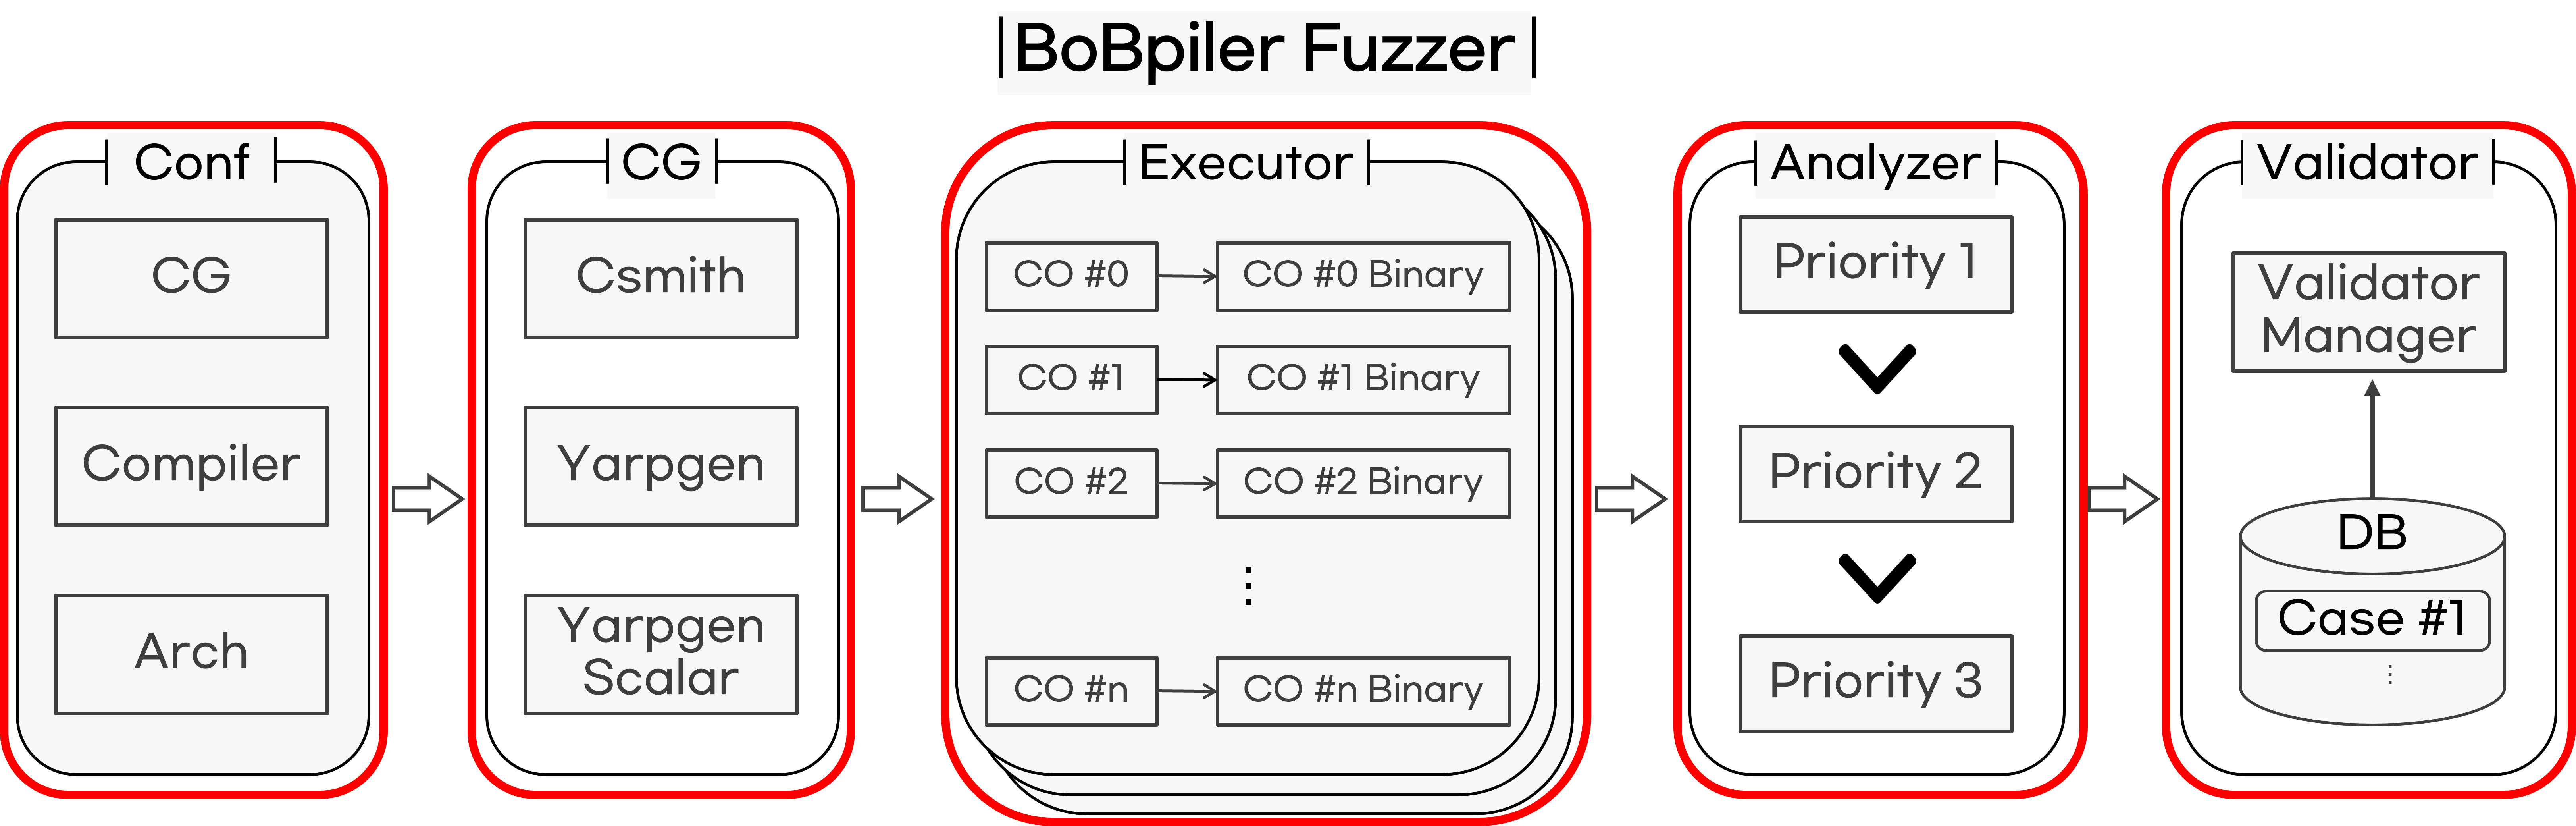 BoBpiler Fuzzer
Conf
CG
Compiler
Arch
CG
Csmith
Yarpgen
Yarpgen
Scalar
Executor
CO #0
CO #0 Binary
CO #1
CO #1 Binary
CO #2
CO #2 Binary
⋮
CO #n
CO #n Binary
Analyzer
Priority 1
Priority 2
Priority 3
Validator
Validator
Manager
DB
Case #1
⋮